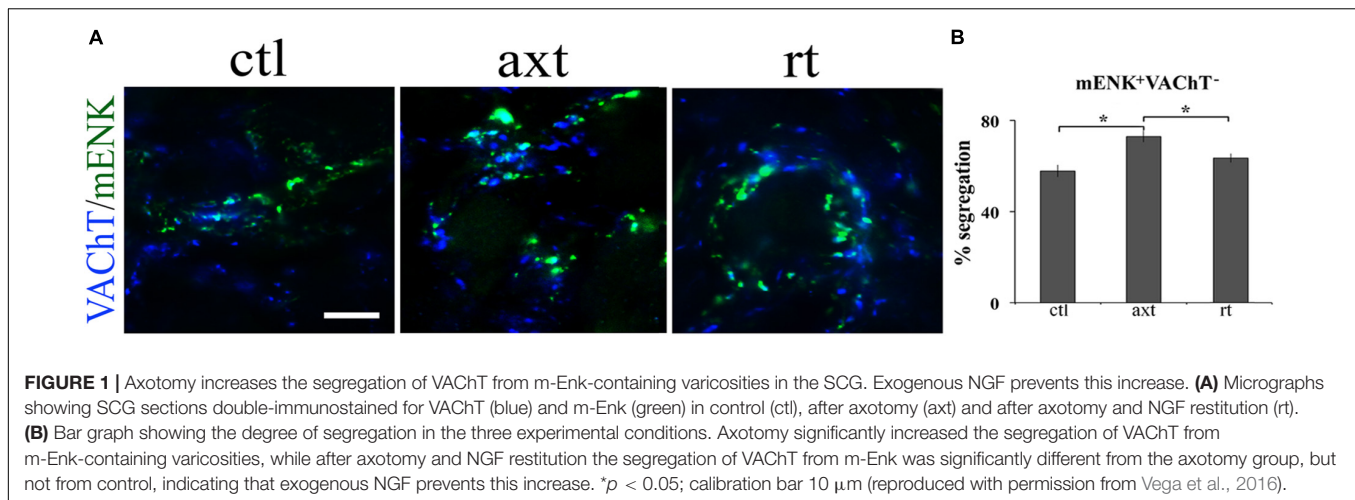 A
B
ctl
axt
rt
VAChT/mENK
mENK⁺VAChT⁻
*
*
% segregation
80
40
0
ctl
axt
rt
FIGURE 1 | Axotomy increases the segregation of VAChT from m-Enk-containing varicosities in the SCG. Exogenous NGF prevents this increase. (A) Micrographs
showing SCG sections double-immunostained for VAChT (blue) and m-Enk (green) in control (ctl), after axotomy (axt) and after axotomy and NGF restitution (rt).
(B) Bar graph showing the degree of segregation in the three experimental conditions. Axotomy significantly increased the segregation of VAChT from
m-Enk-containing varicosities, while after axotomy and NGF restitution the segregation of VAChT from m-Enk was significantly different from the axotomy group, but
not from control, indicating that exogenous NGF prevents this increase. *p < 0.05; calibration bar 10 μm (reproduced with permission from Vega et al., 2016).